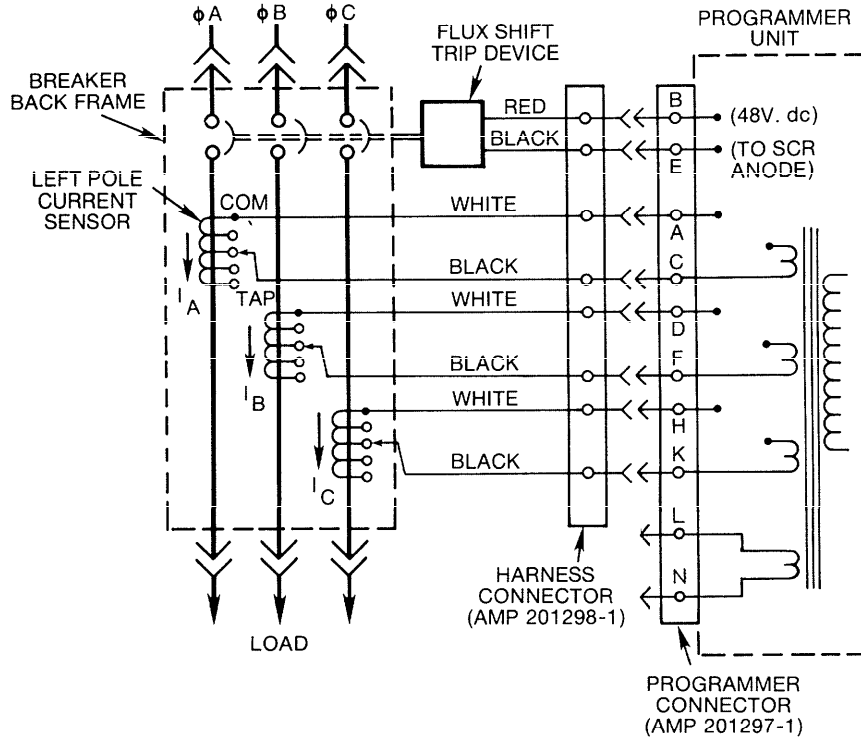 ϕA
ϕB
ϕC
FLUX SHIFT
TRIP DEVICE
PROGRAMMER
UNIT
BREAKER
BACK FRAME
RED
B
(48V. dc)
BLACK
E
(TO SCR
ANODE)
LEFT POLE
CURRENT
SENSOR
COM
WHITE
A
BLACK
C
I A
TAP
WHITE
D
BLACK
F
I B
WHITE
H
BLACK
K
I C
L
N
HARNESS
CONNECTOR
(AMP 201298-1)
LOAD
PROGRAMMER
CONNECTOR
(AMP 201297-1)